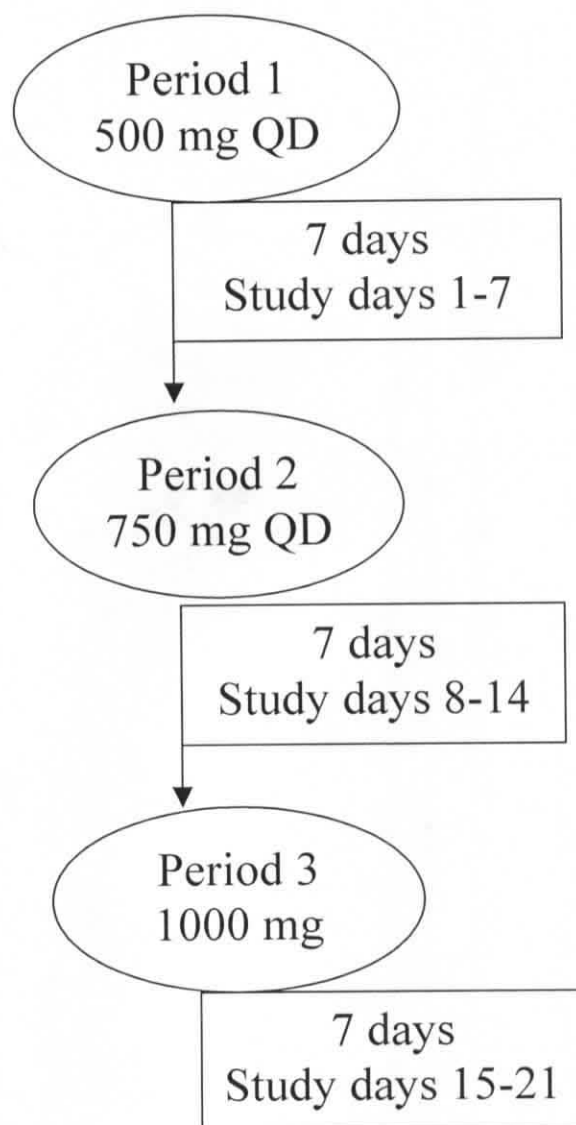 Period 1
500 mg QD
7 days
Study days 1-7
Period 2
750 mg QD
7 days
Study days 8-14
Period 3
1000 mg
7 days
Study days 15-21